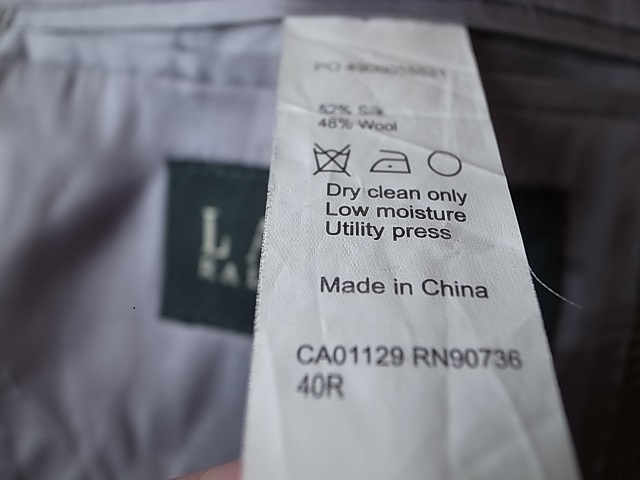 52% Silk
48% Wool
Dry clean only
Low moisture
Utility press
Made in China
CA01129 RN90736
40R
L